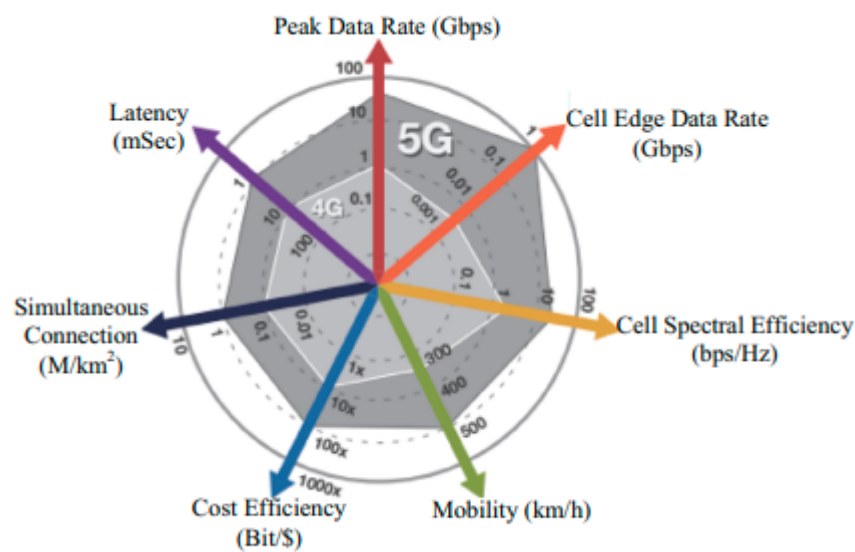 Peak Data Rate (Gbps)
100
10
1
0.1
5G
4G
Cell Edge Data Rate
(Gbps)
1
0.1
0.01
0.001
Cell Spectral Efficiency
(bps/Hz)
0.1
1
10
100
Mobility (km/h)
300
400
500
Cost Efficiency
(Bit/$)
1x
10x
100x
1000x
Simultaneous
Connection
(M/km²)
10
1
0.1
0.01
Latency
(mSec)
1
10
100